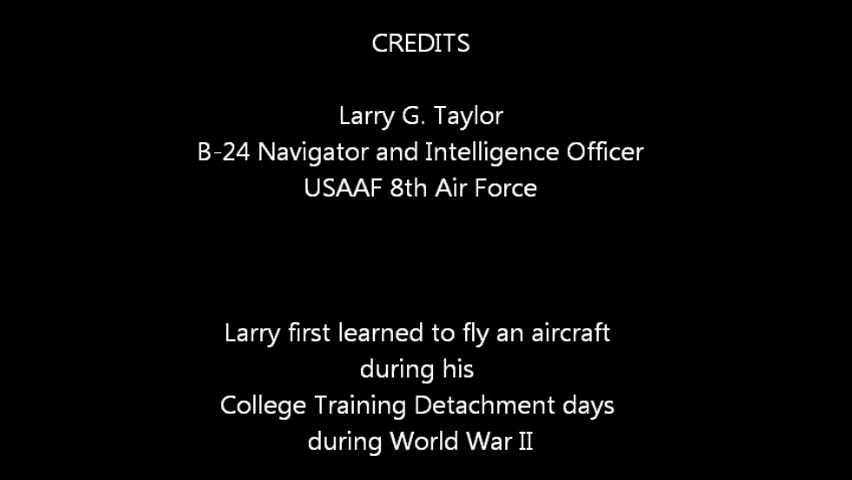 CREDITS
Larry G. Taylor
B-24 Navigator and Intelligence Officer
USAAF 8th Air Force
Larry first learned to fly an aircraft
during his
College Training Detachment days
during World War II